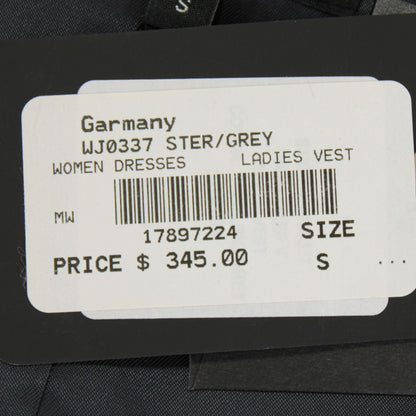 Garmany
WJ0337 STER/GREY
WOMEN DRESSES LADIES VEST
MW
17897224 SIZE
PRICE $ 345.00 S ...